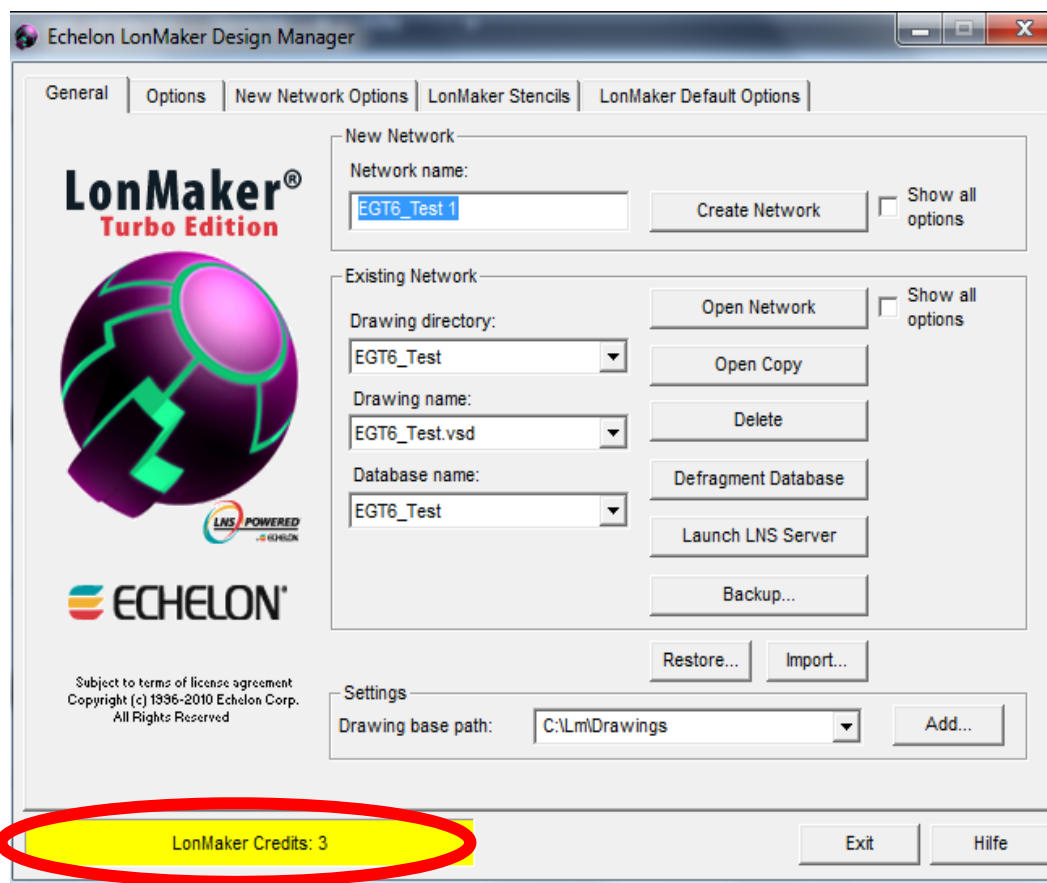 Echelon LonMaker Design Manager
General
Options
New Network Options
LonMaker Stencils
LonMaker Default Options
LonMaker®
Turbo Edition
LNS POWERED
BY ECHELON
ECHELON®
Subject to terms of license agreement
Copyright (c) 1996-2010 Echelon Corp.
All Rights Reserved
New Network
Network name:
EGT6_Test 1
Create Network
Show all
options
Existing Network
Drawing directory:
EGT6_Test
Drawing name:
EGT6_Test.vsd
Database name:
EGT6_Test
Open Network
Show all
options
Open Copy
Delete
Defragment Database
Launch LNS Server
Backup...
Restore...
Import...
Settings
Drawing base path:
C:\Lm\Drawings
Add...
LonMaker Credits: 3
Exit
Hilfe